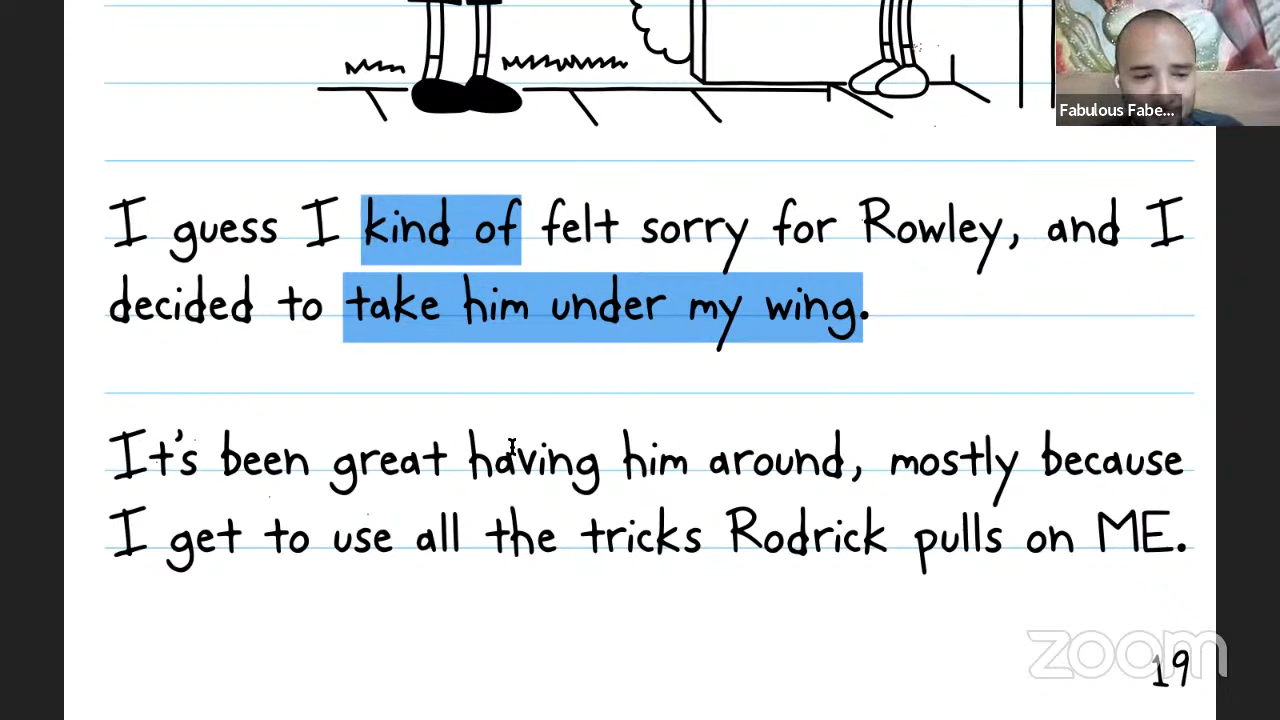 Fabulous Fabe...
I guess I kind of felt sorry for Rowley, and I
decided to take him under my wing.
It's been great having him around, mostly because
I get to use all the tricks Rodrick pulls on ME.
zoom
19